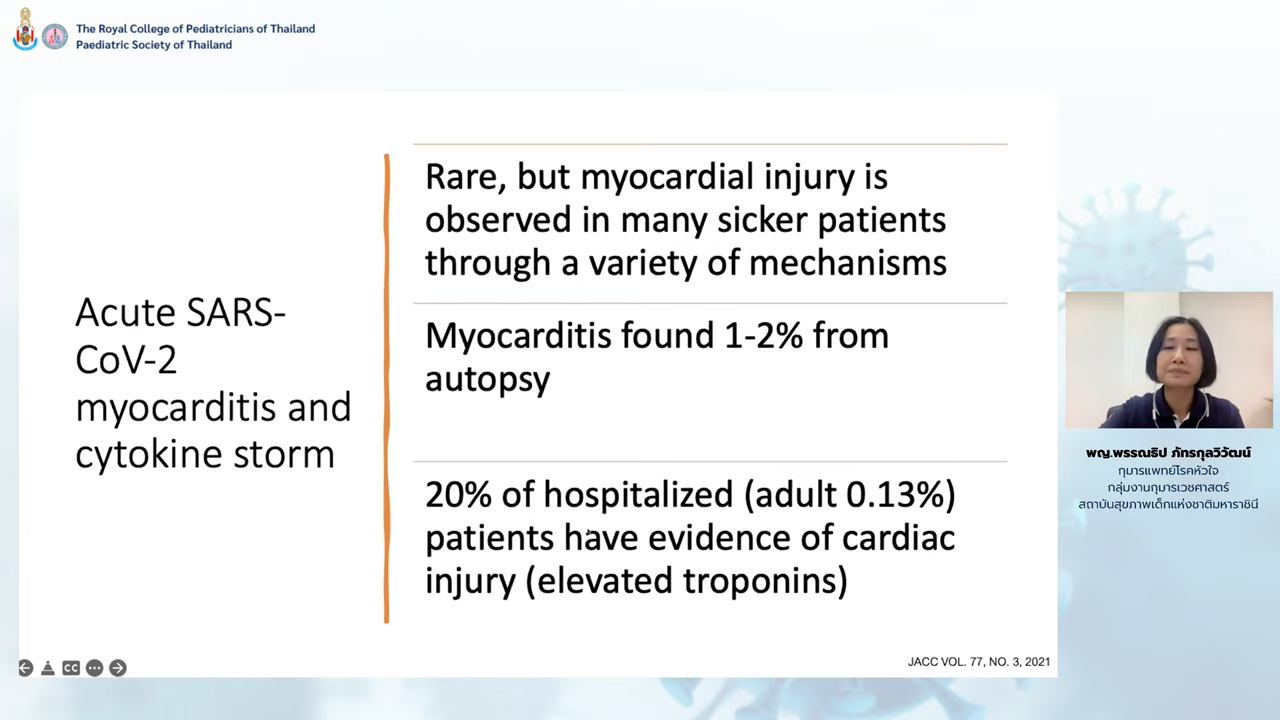 The Royal College of Pediatricians of Thailand
Paediatric Society of Thailand
Acute SARS-
CoV-2
myocarditis and
cytokine storm
Rare, but myocardial injury is
observed in many sicker patients
through a variety of mechanisms
Myocarditis found 1-2% from
autopsy
20% of hospitalized (adult 0.13%)
patients have evidence of cardiac
injury (elevated troponins)
JACC VOL. 77, NO. 3, 2021
CC
พญ.พรรณธิป ภัทรกุลวิวัฒน์
กุมารแพทย์โรคหัวใจ
กลุ่มงานกุมารเวชศาสตร์
สถาบันสุขภาพเด็กแห่งชาติมหาราชินี